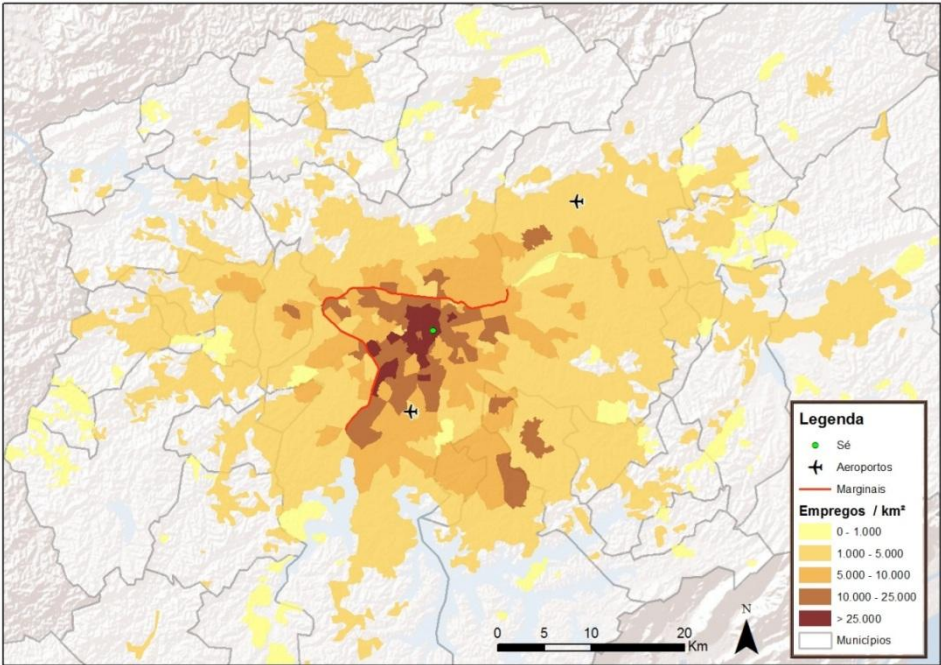 Legenda
Sé
Aeroportos
Marginais
Empregos / km²
0 - 1.000
1.000 - 5.000
5.000 - 10.000
10.000 - 25.000
> 25.000
Municípios
N
0 5 10 20
Km